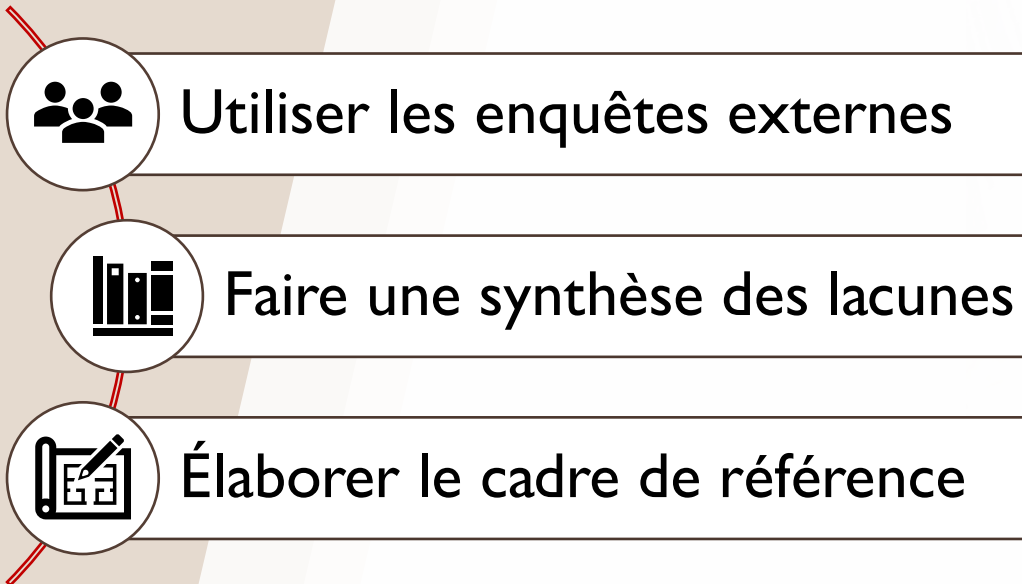 Utiliser les enquêtes externes
Faire une synthèse des lacunes
Élaborer le cadre de référence